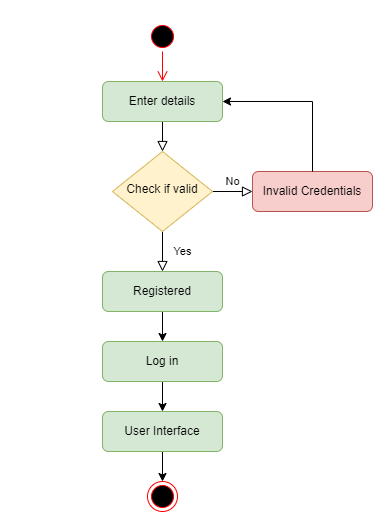 Enter details
Check if valid
No
Invalid Credentials
Yes
Registered
Log in
User Interface